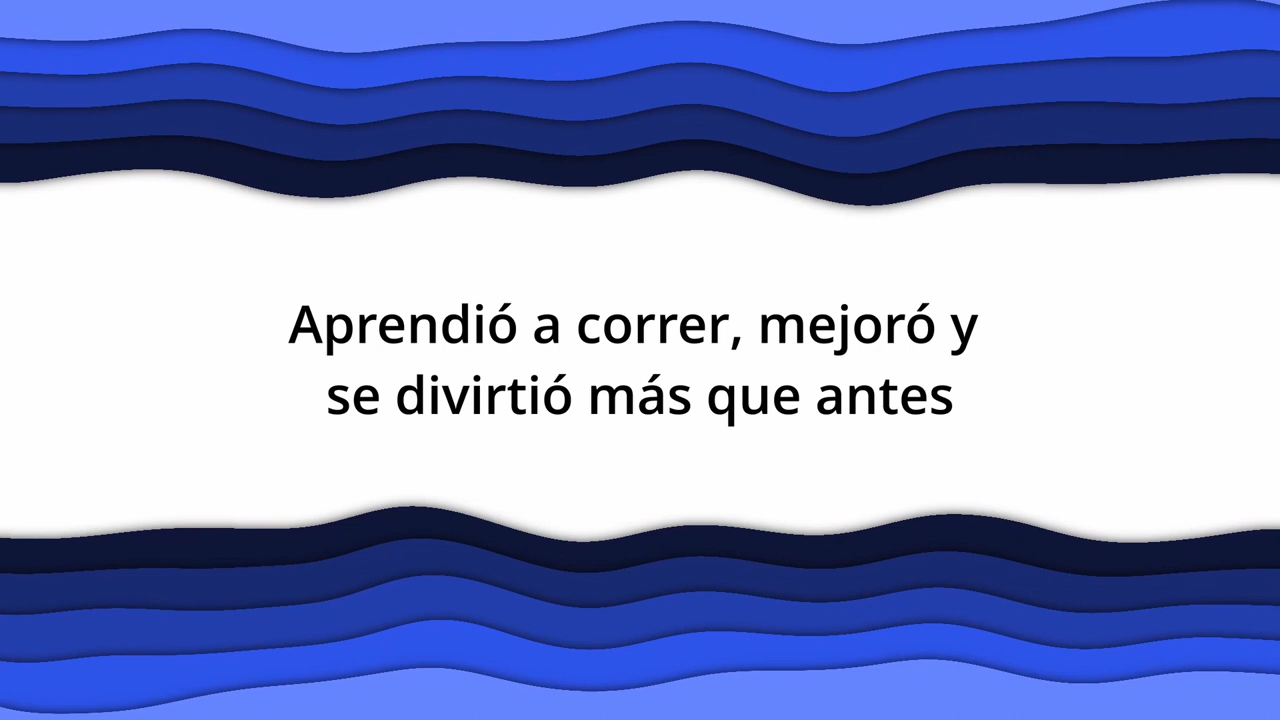 Aprendió a correr, mejoró y
se divirtió más que antes